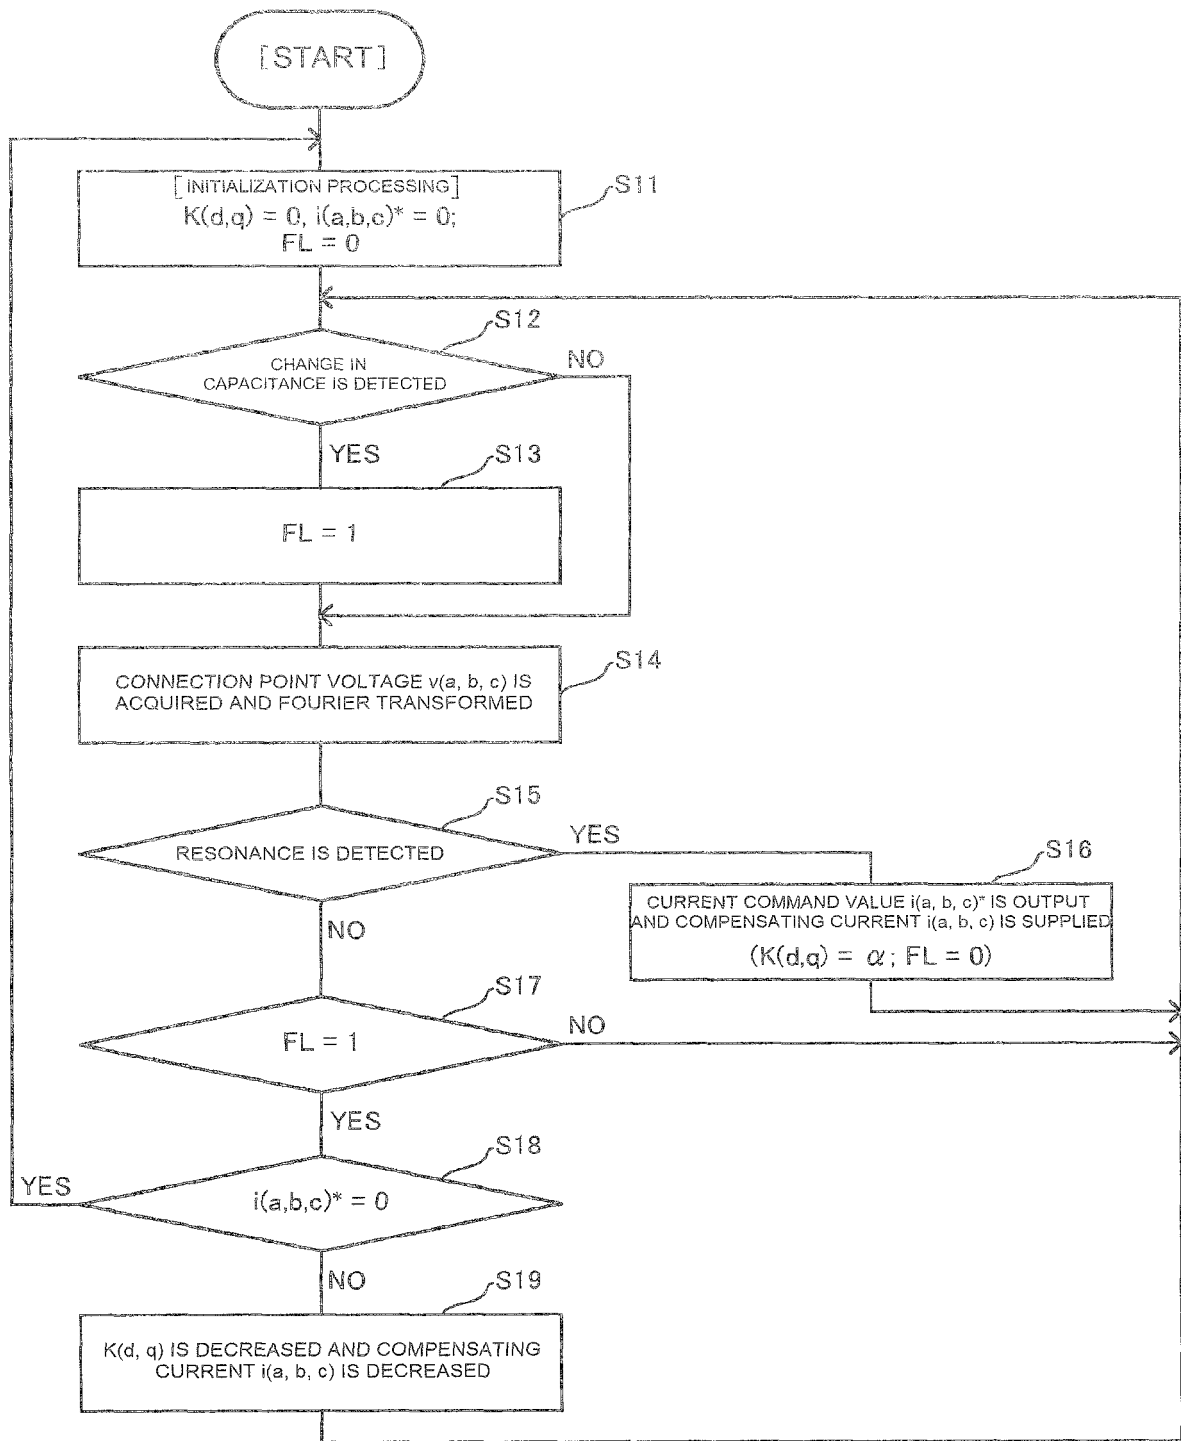 [START]
[INITIALIZATION PROCESSING]
K(d,q) = 0, i(a,b,c)* = 0;
FL = 0
S11
S12
CHANGE IN
CAPACITANCE IS DETECTED
NO
YES
S13
FL = 1
S14
CONNECTION POINT VOLTAGE v(a, b, c) IS
ACQUIRED AND FOURIER TRANSFORMED
S15
RESONANCE IS DETECTED
YES
NO
S16
CURRENT COMMAND VALUE i(a, b, c)* IS OUTPUT
AND COMPENSATING CURRENT i(a, b, c) IS SUPPLIED
(K(d,q) = α; FL = 0)
S17
FL = 1
NO
YES
S18
i(a,b,c)* = 0
YES
NO
S19
K(d, q) IS DECREASED AND COMPENSATING
CURRENT i(a, b, c) IS DECREASED